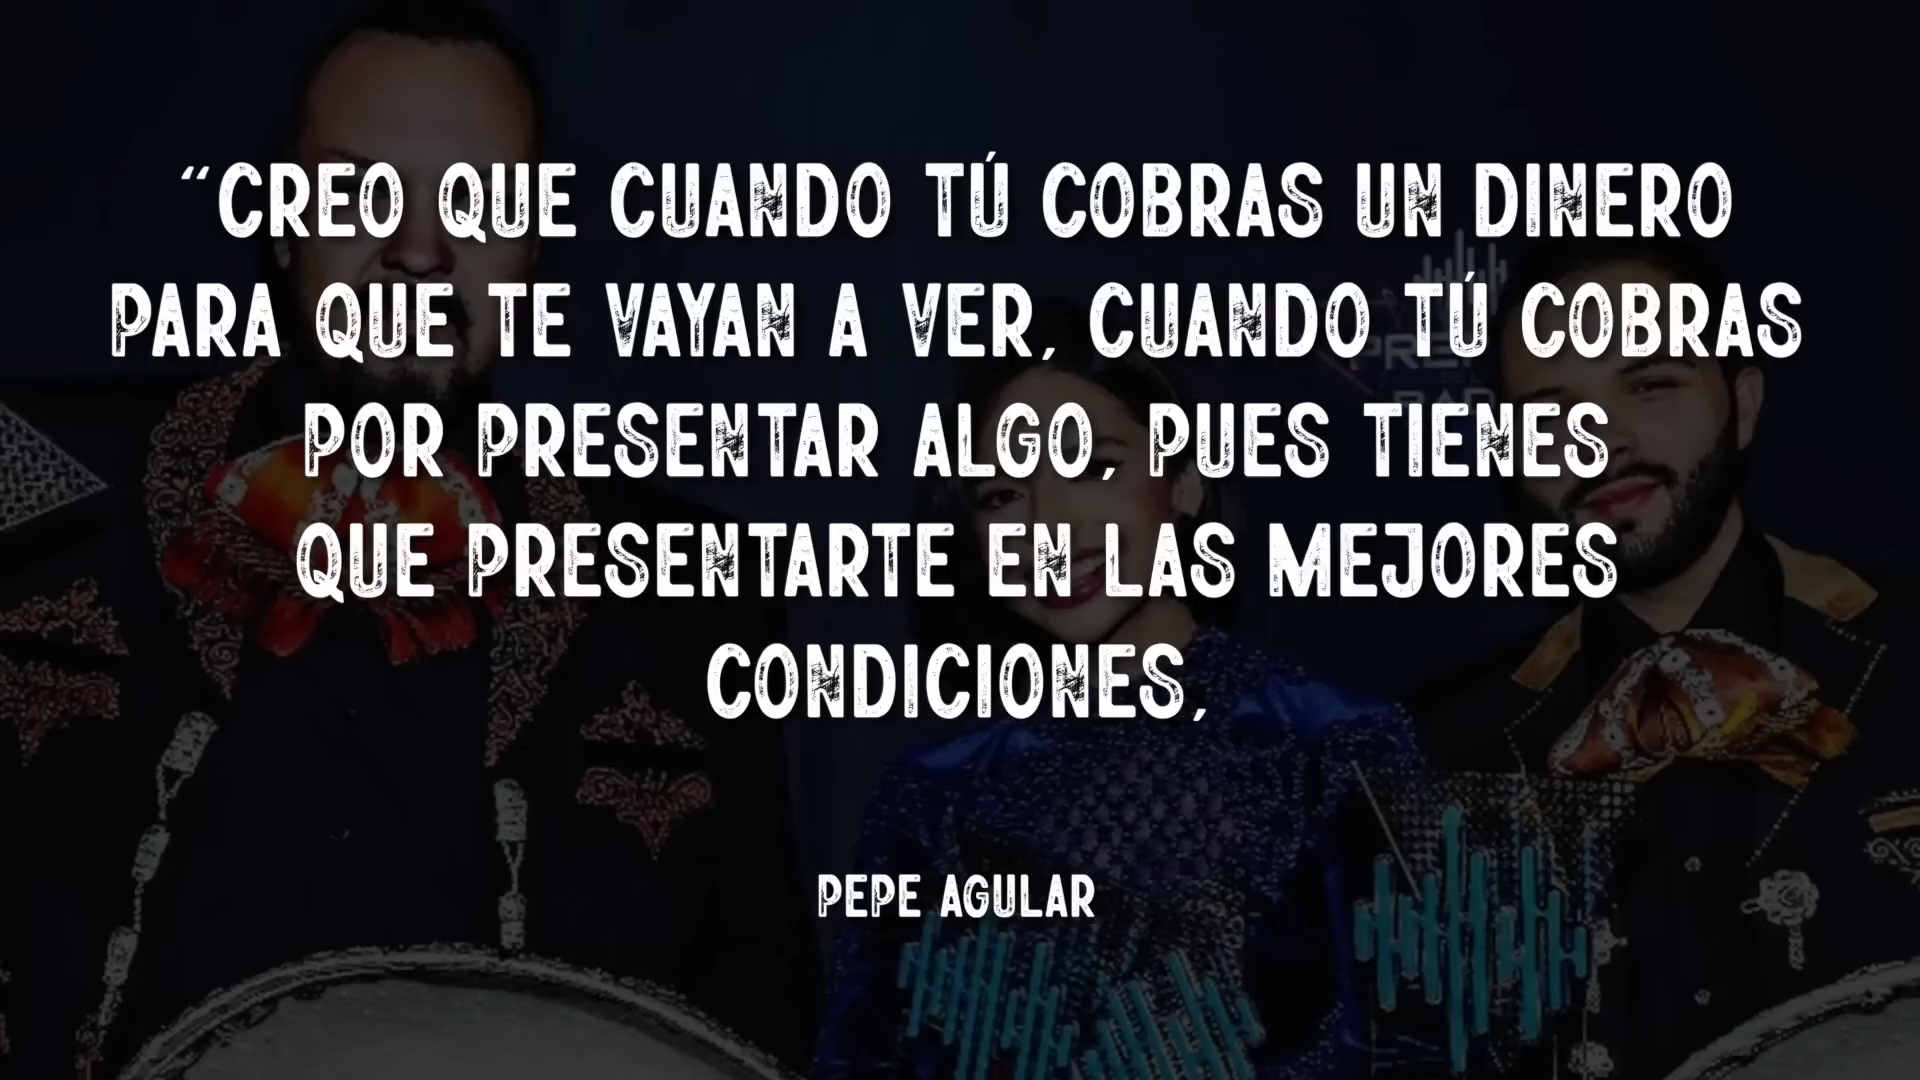 “CREO QUE CUANDO TÚ COBRAS UN DINERO
PARA QUE TE VAYAN A VER, CUANDO TÚ COBRAS
POR PRESENTAR ALGO, PUES TIENES
QUE PRESENTARTE EN LAS MEJORES
CONDICIONES,
PEPE AGULAR